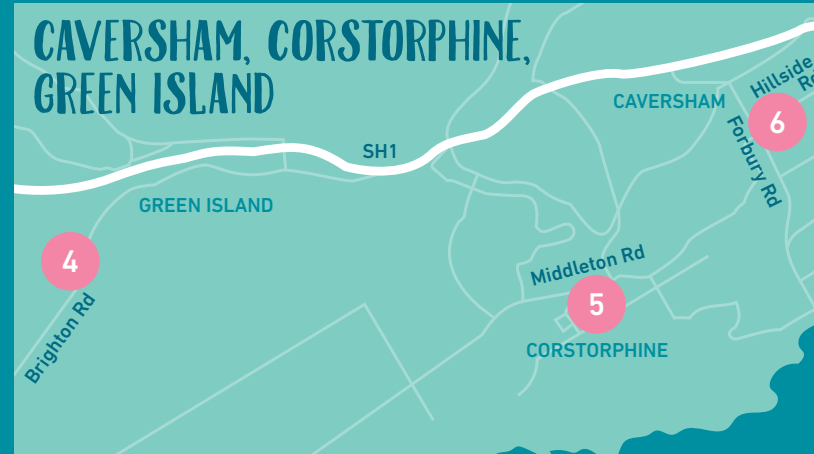 CAVERSHAM, CORSTORPHINE,
GREEN ISLAND
Hillside
CAVERSHAM
6
Forbury Rd
SH1
GREEN ISLAND
4
Middleton Rd
5
Brighton Rd
CORSTORPHINE